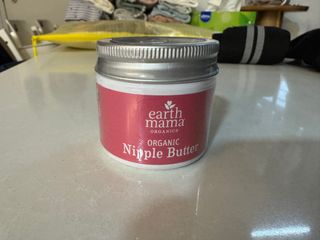 earth
mama
ORGANICS
ORGANIC
Nipple Butter